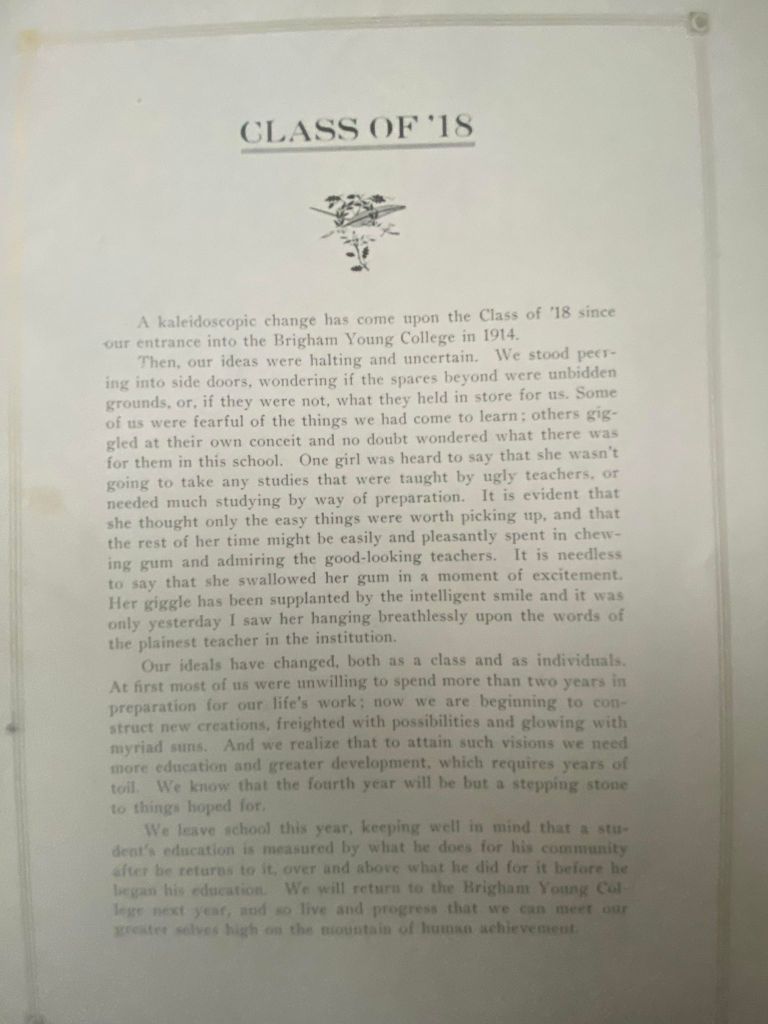 CLASS OF '18
A kaleidoscopic change has come upon the Class of '18 since
our entrance into the Brigham Young College in 1914.
Then, our ideas were halting and uncertain. We stood peer-
ing into side doors, wondering if the spaces beyond were unbidden
grounds, or, if they were not, what they held in store for us. Some
of us were fearful of the things we had come to learn; others gig-
gled at their own conceit and no doubt wondered what there was
for them in this school. One girl was heard to say that she wasn't
going to take any studies that were taught by ugly teachers, or
needed much studying by way of preparation. It is evident that
she thought only the easy things were worth picking up, and that
the rest of her time might be easily and pleasantly spent in chew-
ing gum and admiring the good-looking teachers. It is needless
to say that she swallowed her gum in a moment of excitement.
Her giggle has been supplanted by the intelligent smile and it was
only yesterday I saw her hanging breathlessly upon the words of
the plainest teacher in the institution.
Our ideals have changed, both as a class and as individuals.
At first most of us were unwilling to spend more than two years in
preparation for our life's work; now we are beginning to con-
struct new creations, freighted with possibilities and glowing with
myriad suns. And we realize that to attain such visions we need
more education and greater development, which requires years of
toil. We know that the fourth year will be but a stepping stone
to things hoped for.
We leave school this year, keeping well in mind that a stu-
dent's education is measured by what he does for his community
after he returns to it, over and above what he did for it before he
began his education. We will return to the Brigham Young Col-
lege next year, and so live and progress that we can meet our
greater selves high on the mountain of human achievement.